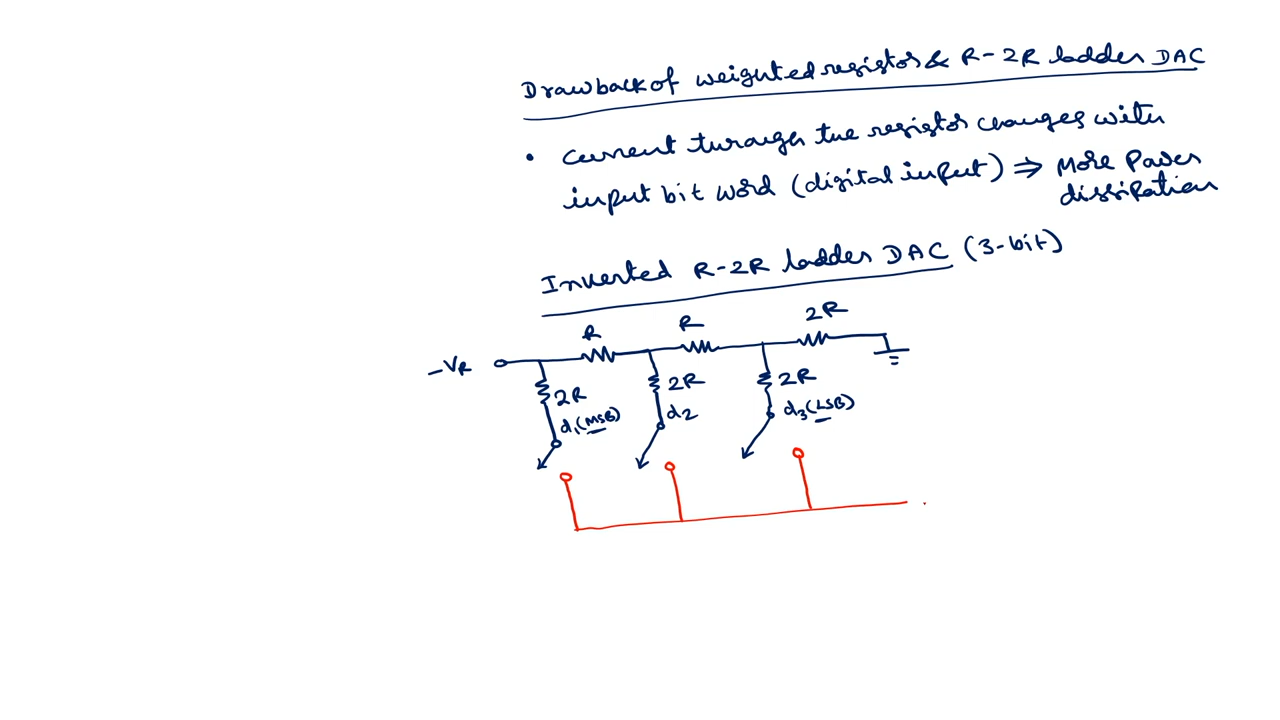 Drawback of weighted resistor & R-2R ladder DAC
• Current through the resistor changes with
input bit word (digital input) ⇒ More Power
dissipation
Inverted R-2R ladder DAC (3-bit)
2R
R R
-VR
2R 2R 2R
d1(MSB) d2 d3(LSB)